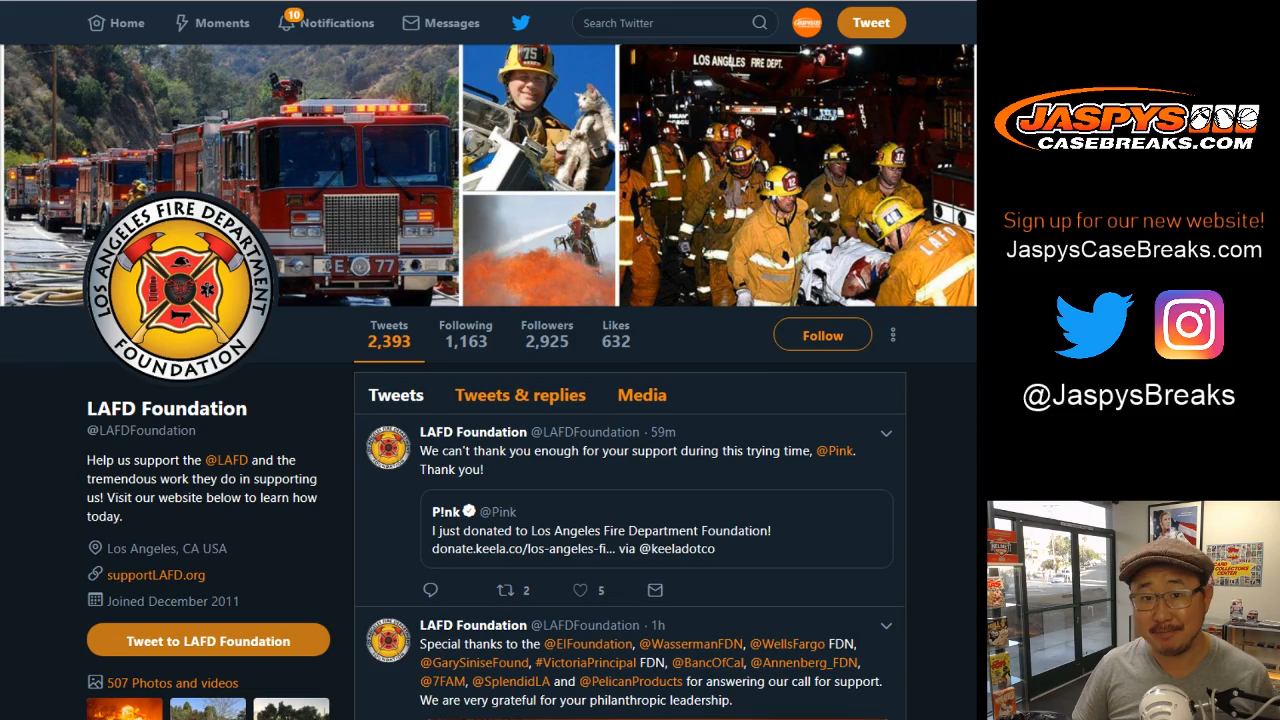 Home
Moments
10
Notifications
Messages
Search Twitter
Tweet
LOS ANGELES FIRE DEPT.
75
E 77
LAFD
LOS ANGELES FIRE DEPARTMENT
FOUNDATION
JASPYS
CASEBREAKS.COM
Sign up for our new website!
JaspysCaseBreaks.com
@JaspysBreaks
Tweets
2,393
Following
1,163
Followers
2,925
Likes
632
Follow
LAFD Foundation
@LAFDFoundation
Help us support the @LAFD and the
tremendous work they do in supporting
us! Visit our website below to learn how
today.
Los Angeles, CA USA
supportLAFD.org
Joined December 2011
Tweet to LAFD Foundation
507 Photos and videos
Tweets Tweets & replies Media
LAFD Foundation @LAFDFoundation · 59m
We can't thank you enough for your support during this trying time, @Pink.
Thank you!
P!nk @Pink
I just donated to Los Angeles Fire Department Foundation!
donate.keela.co/los-angeles-fi... via @keeladotco
2
5
LAFD Foundation @LAFDFoundation · 1h
Special thanks to the @EIFoundation, @WassermanFDN, @WellsFargo FDN,
@GarySiniseFound, #VictoriaPrincipal FDN, @BancOfCal, @Annenberg_FDN,
@7FAM, @SplendidLA and @PelicanProducts for answering our call for support.
We are very grateful for your philanthropic leadership.